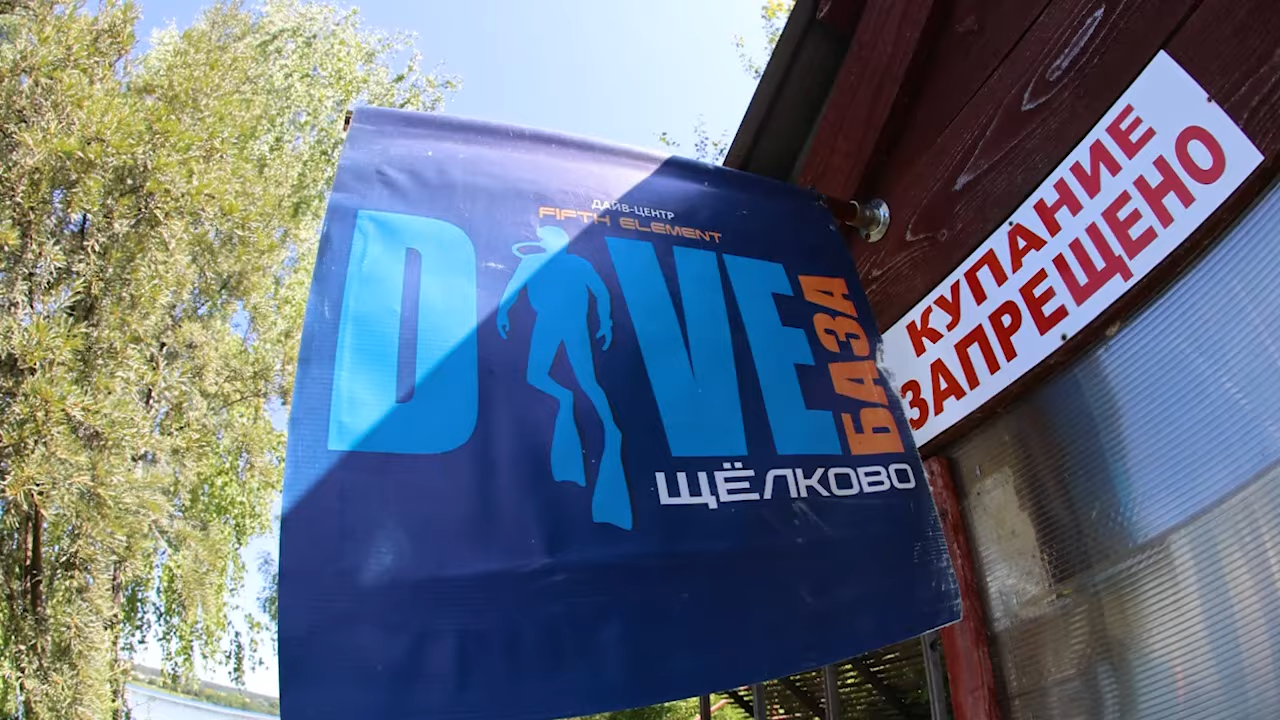 ДАЙВ-ЦЕНТР
FIFTH ELEMENT
DIVE
БАЗА
ЩЁЛКОВО
КУПАНИЕ
ЗАПРЕЩЕНО